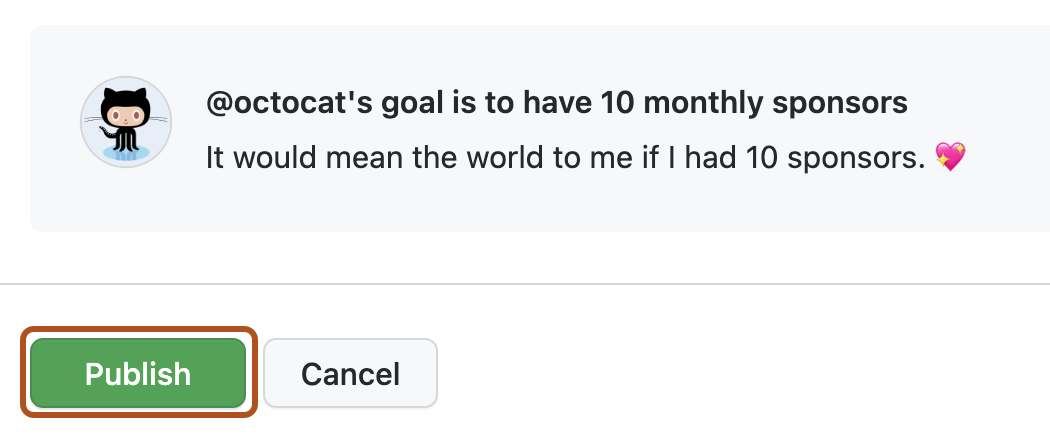 @octocat's goal is to have 10 monthly sponsors
It would mean the world to me if I had 10 sponsors. 💖
Publish
Cancel